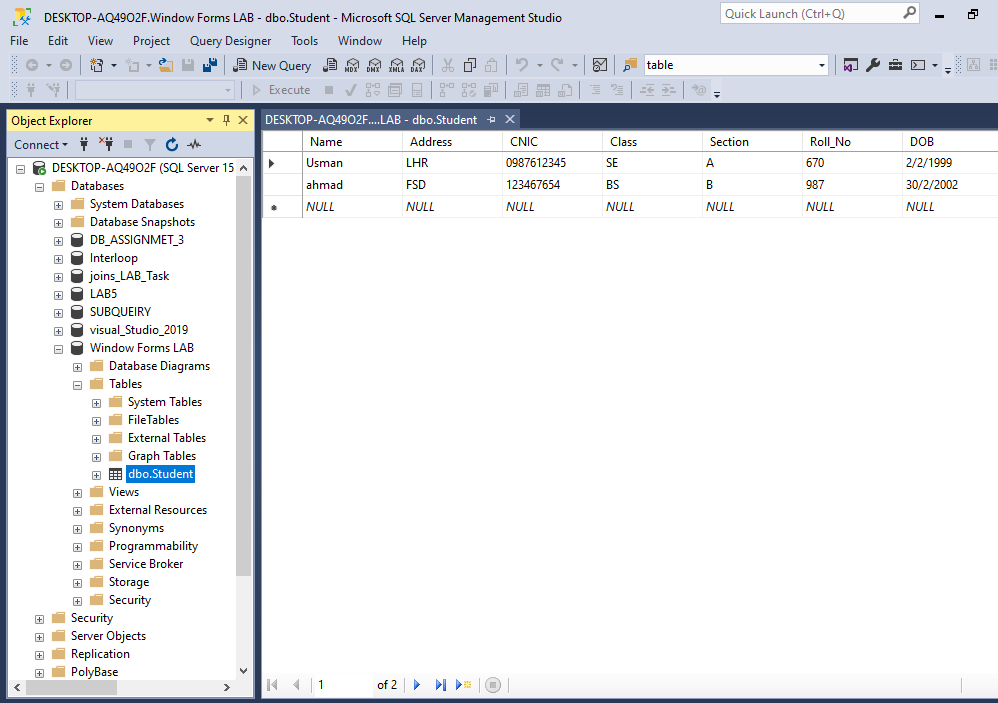 DESKTOP-AQ49O2F.Window Forms LAB - dbo.Student - Microsoft SQL Server Management Studio
Quick Launch (Ctrl+Q)
File Edit View Project Query Designer Tools Window Help
New Query MDX DMX XMLA DAX table
Execute
Object Explorer
DESKTOP-AQ49O2F....LAB - dbo.Student
Connect
DESKTOP-AQ49O2F (SQL Server 15
Databases
System Databases
Database Snapshots
DB_ASSIGNMET_3
Interloop
joins_LAB_Task
LAB5
SUBQUEIRY
visual_Studio_2019
Window Forms LAB
Database Diagrams
Tables
System Tables
FileTables
External Tables
Graph Tables
dbo.Student
Views
External Resources
Synonyms
Programmability
Service Broker
Storage
Security
Security
Server Objects
Replication
PolyBase
Name Address CNIC Class Section Roll_No DOB
Usman LHR 0987612345 SE A 670 2/2/1999
ahmad FSD 123467654 BS B 987 30/2/2002
NULL NULL NULL NULL NULL NULL NULL
1 of 2